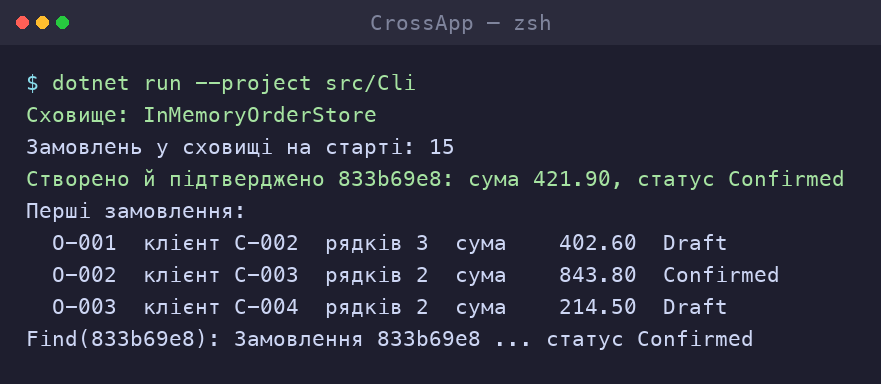 CrossApp — zsh
$ dotnet run --project src/Cli
Сховище: InMemoryOrderStore
Замовлень у сховищі на старті: 15
Створено й підтверджено 833b69e8: сума 421.90, статус Confirmed
Перші замовлення:
  O-001  клієнт C-002  рядків 3  сума    402.60  Draft
  O-002  клієнт C-003  рядків 2  сума    843.80  Confirmed
  O-003  клієнт C-004  рядків 2  сума    214.50  Draft
Find(833b69e8): Замовлення 833b69e8 ... статус Confirmed